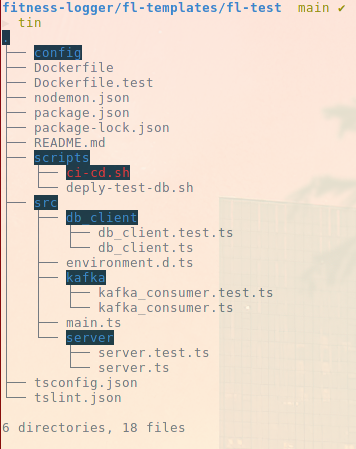 fitness-logger/fl-templates/fl-test main ✔
tin
.
├── config
├── Dockerfile
├── Dockerfile.test
├── nodemon.json
├── package.json
├── package-lock.json
├── README.md
├── scripts
│   ├── ci-cd.sh
│   └── deply-test-db.sh
├── src
│   ├── db_client
│   │   ├── db_client.test.ts
│   │   └── db_client.ts
│   ├── environment.d.ts
│   ├── kafka
│   │   ├── kafka_consumer.test.ts
│   │   └── kafka_consumer.ts
│   ├── main.ts
│   └── server
│       ├── server.test.ts
│       └── server.ts
├── tsconfig.json
└── tslint.json
6 directories, 18 files